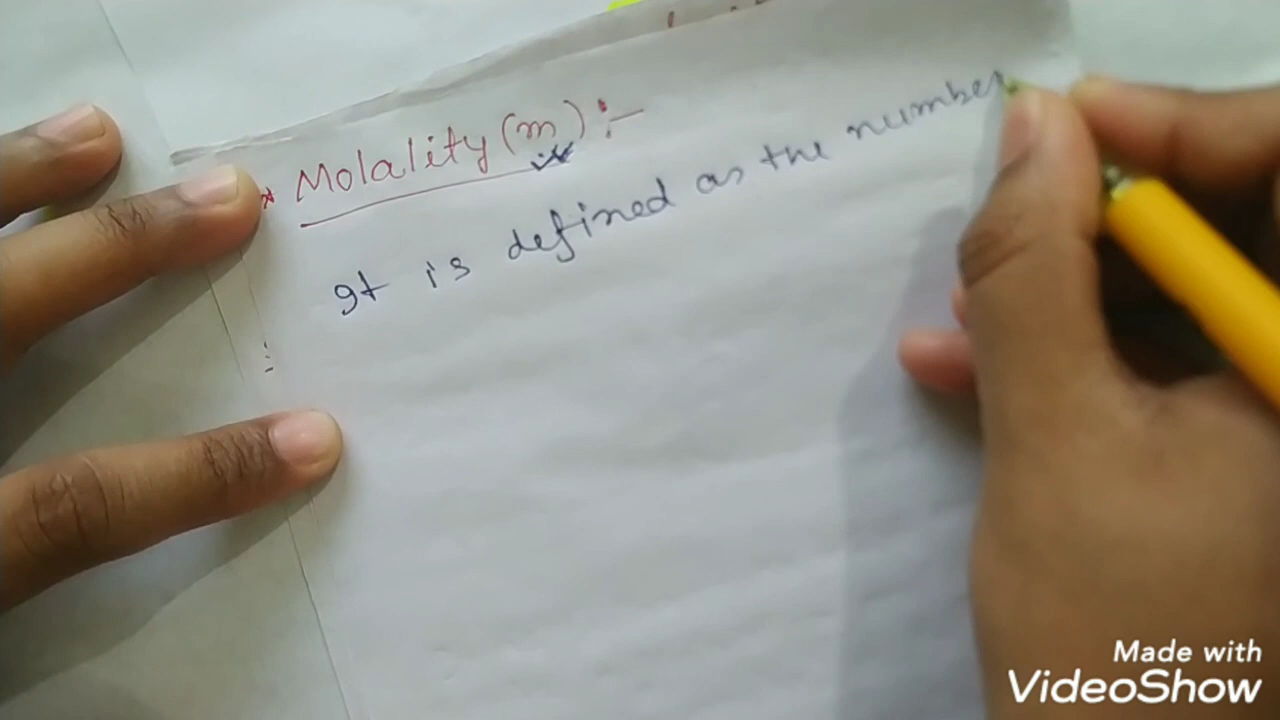 * Molality (m) :-
It is defined as the number
Made with
VideoShow